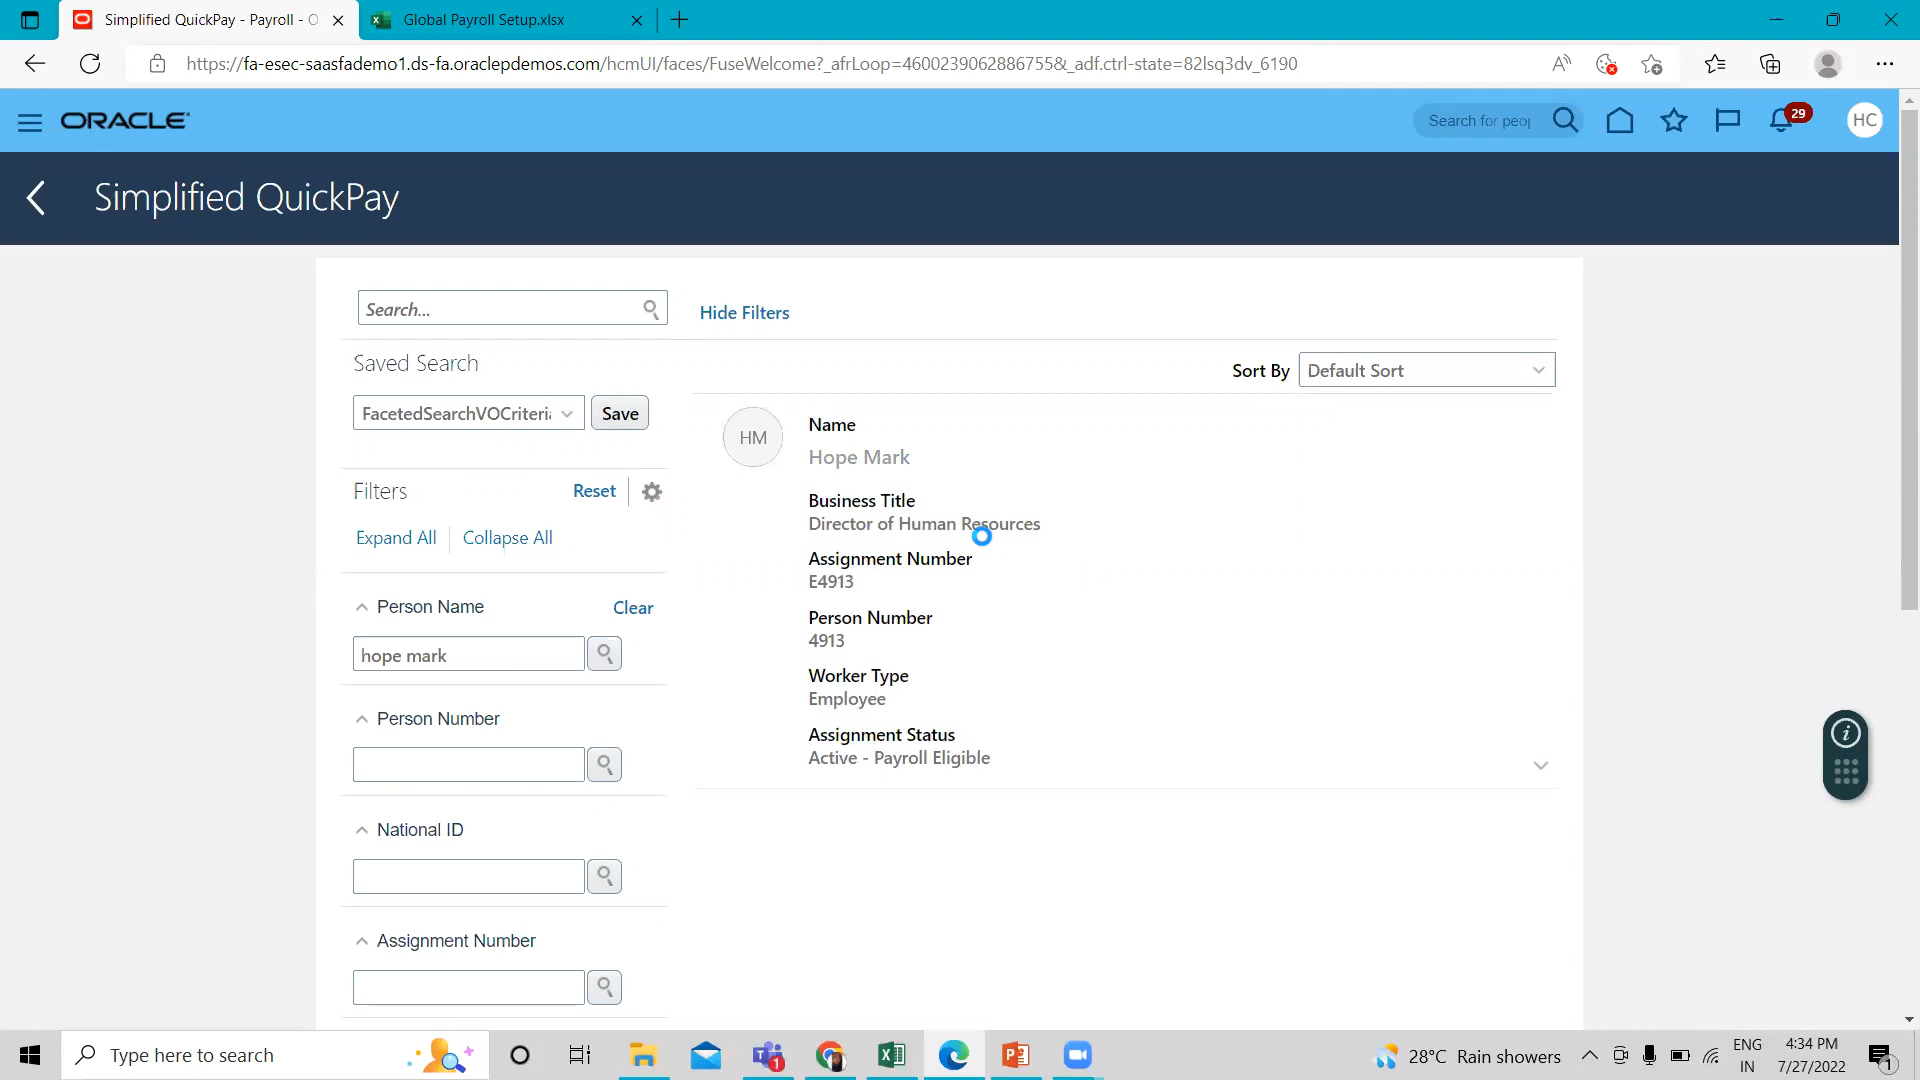 Simplified QuickPay - Payroll - O
Global Payroll Setup.xlsx
https://fa-esec-saasfademo1.ds-fa.oraclepdemos.com/hcmUI/faces/FuseWelcome?_afrLoop=4600239062886755&_adf.ctrl-state=82lsq3dv_6190
ORACLE
Search for peop
29
HC
Simplified QuickPay
Search...
Hide Filters
Saved Search
Sort By
Default Sort
FacetedSearchVOCriteria
Save
HM
Name
Hope Mark
Filters
Reset
Business Title
Director of Human Resources
Expand All
Collapse All
Assignment Number
E4913
Person Name
Clear
Person Number
4913
hope mark
Worker Type
Employee
Person Number
Assignment Status
Active - Payroll Eligible
National ID
Assignment Number
Type here to search
1
28°C Rain showers
ENG
IN
4:34 PM
7/27/2022
1